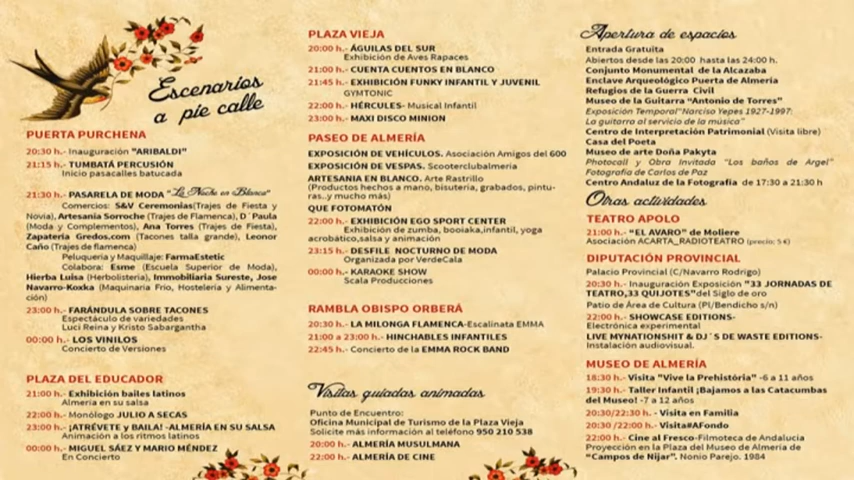 Escenarios
a pie calle
PUERTA PURCHENA
20:30 h.- Inauguración "ARIBALDI"
21:15 h.- TUMBATÁ PERCUSIÓN
Inicio pasacalles batucada
21:30 h.- PASARELA DE MODA "La Noche en Blanca"
Comercios: S&V Ceremonias(Trajes de Fiesta y
Novia), Artesania Sorroche (Trajes de Flamenca), D´Paula
(Moda y Complementos), Ana Torres (Trajes de Fiesta),
Zapatería Gredos.com (Tacones talla grande), Leonor
Caño (Trajes de flamenca)
Peluquería y Maquillaje: FarmaEstetic
Colabora: Esme (Escuela Superior de Moda),
Hierba Luisa (Herbolisteria), Immobiliaria Sureste, Jose
Navarro-Koxka (Maquinaria Frio, Hosteleria y Alimenta-
ción)
23:00 h.- FARÁNDULA SOBRE TACONES
Espectáculo de variedades
Luci Reina y Kristo Sabargantha
00:00 h.- LOS VINILOS
Concierto de Versiones
PLAZA DEL EDUCADOR
21:00 h.- Exhibición bailes latinos
Almería en su salsa
22:00 h.- Monólogo JULIO A SECAS
23:00 h.- ¡ATRÉVETE y BAILA! -ALMERÍA EN SU SALSA
Animación a los ritmos latinos
00:00 h.- MIGUEL SÁEZ Y MARIO MÉNDEZ
En Concierto
PLAZA VIEJA
20:00 h.- ÁGUILAS DEL SUR
Exhibición de Aves Rapaces
21:00 h.- CUENTA CUENTOS EN BLANCO
21:45 h.- EXHIBICIÓN FUNKY INFANTIL Y JUVENIL
GYMTONIC
22:00 h.- HÉRCULES- Musical Infantil
23:00 h.- MAXI DISCO MINION
PASEO DE ALMERÍA
EXPOSICIÓN DE VEHÍCULOS. Asociación Amigos del 600
EXPOSICIÓN DE VESPAS. Scooterclubalmeria
ARTESANIA EN BLANCO. Arte Rastrillo
(Productos hechos a mano, bisuteria, grabados, pintu-
ras..y mucho más)
QUE FOTOMATÓN
22:00 h.- EXHIBICIÓN EGO SPORT CENTER
Exhibición de zumba, booiaka,infantil, yoga
acrobático,salsa y animación
23:15 h.- DESFILE NOCTURNO DE MODA
Organizada por VerdeCala
00:00 h.- KARAOKE SHOW
Scala Producciones
RAMBLA OBISPO ORBERÁ
20:30 h.- LA MILONGA FLAMENCA-Escalinata EMMA
21:00 a 23:00 h.- HINCHABLES INFANTILES
22:45 h.- Concierto de la EMMA ROCK BAND
Visitas guiadas animadas
Punto de Encuentro:
Oficina Municipal de Turismo de la Plaza Vieja
Solicite más información al teléfono 950 210 538
20:00 h.- ALMERÍA MUSULMANA
22:00 h.- ALMERÍA DE CINE
Apertura de espacios
Entrada Gratuita
Abiertos desde las 20:00 hasta las 24:00 h.
Conjunto Monumental de la Alcazaba
Enclave Arqueológico Puerta de Almería
Refugios de la Guerra Civil
Museo de la Guitarra "Antonio de Torres"
Exposición Temporal"Narciso Yepes 1927-1997:
La guitarra al servicio de la música"
Centro de Interpretación Patrimonial (Visita libre)
Casa del Poeta
Museo de arte Doña Pakyta
Photocall y Obra Invitada "Los baños de Argel"
Fotografía de Carlos de Paz
Centro Andaluz de la Fotografía de 17:30 a 21:30 h
Otras actividades
TEATRO APOLO
21:00 h.- "EL AVARO" de Moliere
Asociación ACARTA_RADIOTEATRO (precio: 5 €)
DIPUTACIÓN PROVINCIAL
Palacio Provincial (C/Navarro Rodrigo)
20:30 h.- Inauguración Exposición "33 JORNADAS DE
TEATRO,33 QUIJOTES"del Siglo de oro
Patio de Área de Cultura (Pl/Bendicho s/n)
22:00 h.- SHOWCASE EDITIONS-
Electrónica experimental
LIVE MYNATIONSHIT & DJ´S DE WASTE EDITIONS-
Instalación audiovisual.
MUSEO DE ALMERÍA
18:30 h.- Visita "Vive la Prehistória" -6 a 11 años
19:30 h.- Taller Infantil ¡Bajamos a las Catacumbas
del Museo! -7 a 12 años
20:30/22:30 h. - Visita en Familia
20:30 /22:00 h.- Visita#AFondo
22:00 h.- Cine al Fresco-Filmoteca de Andalucía
Proyección en la Plaza del Museo de Almeria de
"Campos de Nijar". Nonio Parejo. 1984